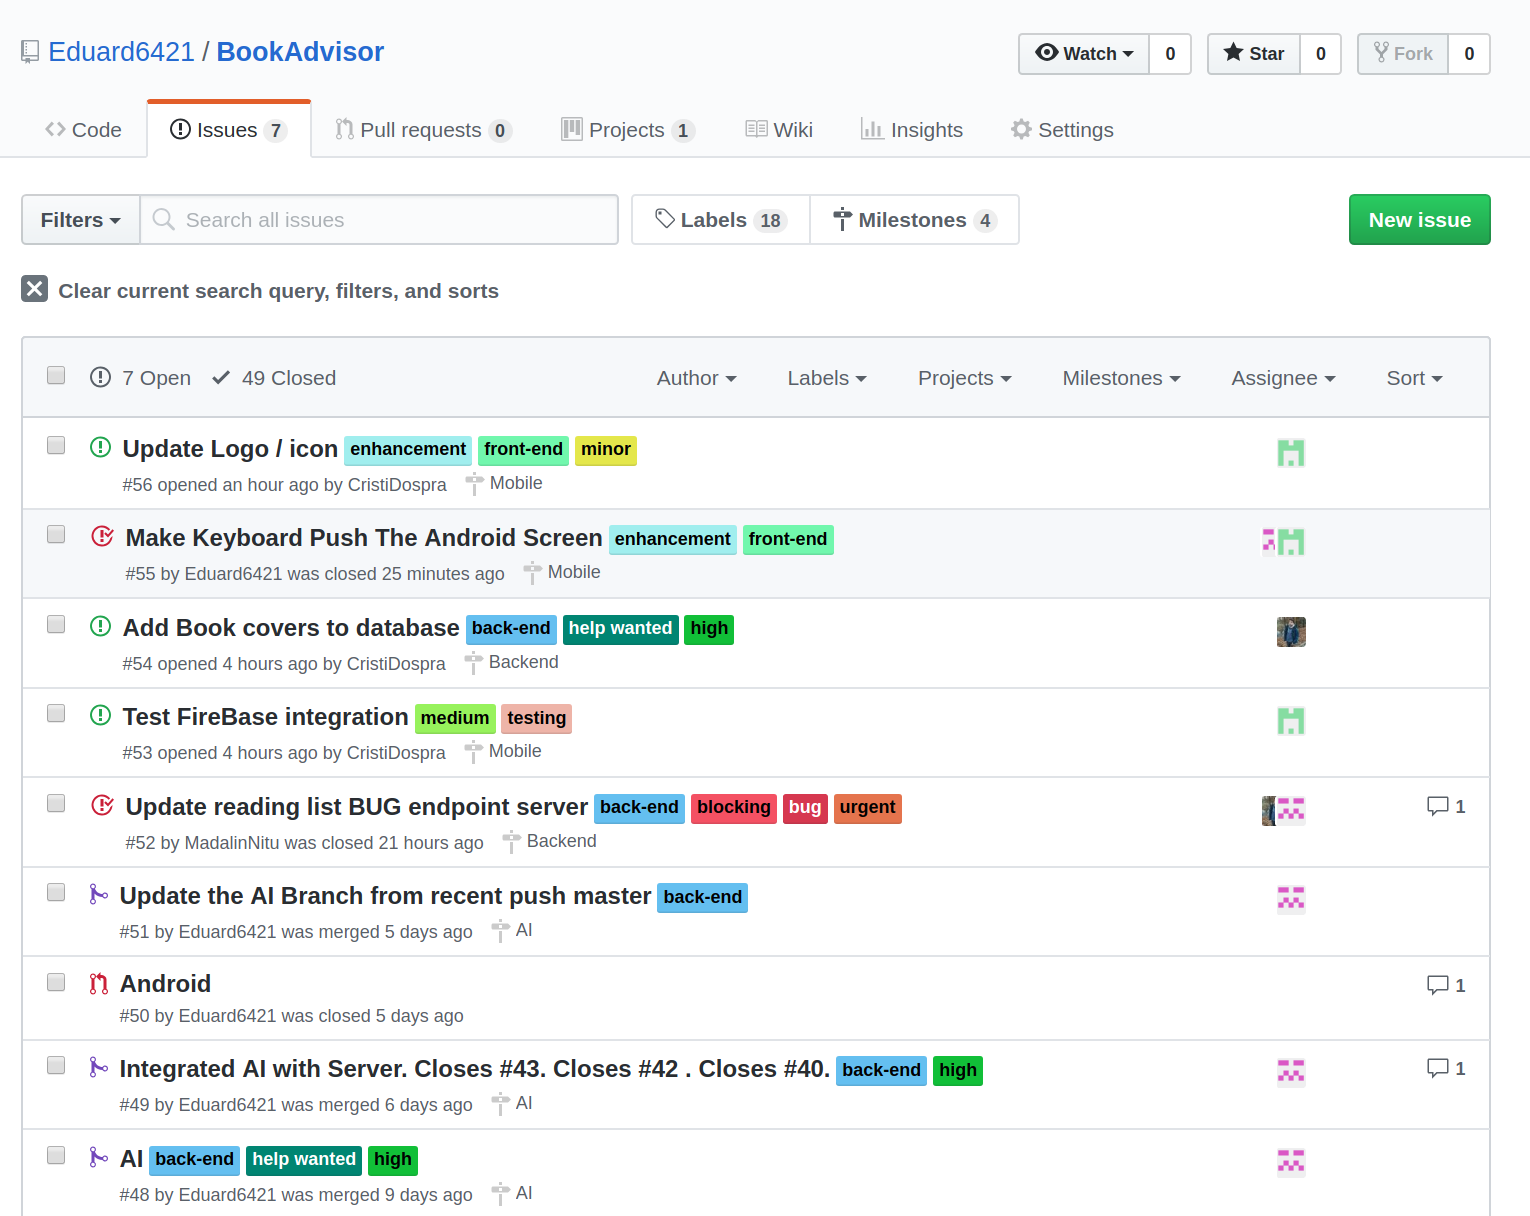 Eduard6421 / BookAdvisor
Watch 0 Star 0 Fork 0
Code Issues 7 Pull requests 0 Projects 1 Wiki Insights Settings
Filters Search all issues Labels 18 Milestones 4 New issue
Clear current search query, filters, and sorts
7 Open 49 Closed Author Labels Projects Milestones Assignee Sort
Update Logo / icon enhancement front-end minor
#56 opened an hour ago by CristiDospra Mobile
Make Keyboard Push The Android Screen enhancement front-end
#55 by Eduard6421 was closed 25 minutes ago Mobile
Add Book covers to database back-end help wanted high
#54 opened 4 hours ago by CristiDospra Backend
Test FireBase integration medium testing
#53 opened 4 hours ago by CristiDospra Mobile
Update reading list BUG endpoint server back-end blocking bug urgent 1
#52 by MadalinNitu was closed 21 hours ago Backend
Update the AI Branch from recent push master back-end
#51 by Eduard6421 was merged 5 days ago AI
Android 1
#50 by Eduard6421 was closed 5 days ago
Integrated AI with Server. Closes #43. Closes #42 . Closes #40. back-end high 1
#49 by Eduard6421 was merged 6 days ago AI
AI back-end help wanted high
#48 by Eduard6421 was merged 9 days ago AI